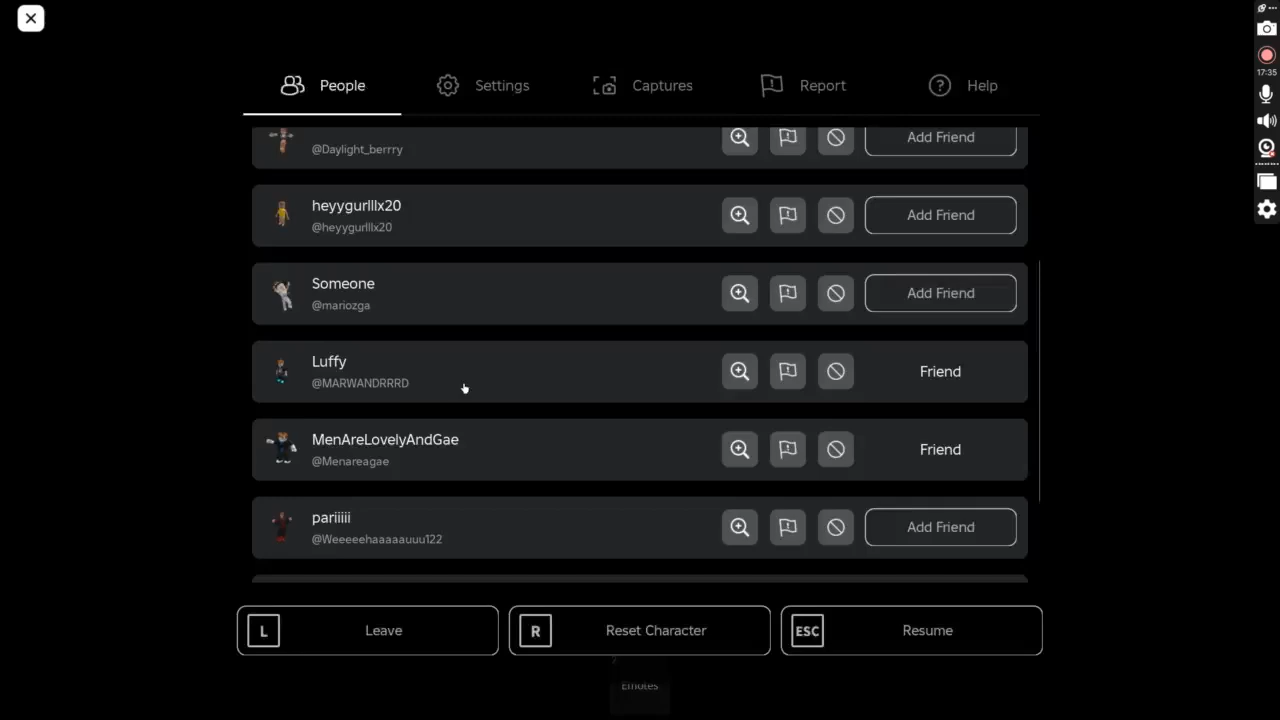 People
Settings
Captures
Report
Help
17:35
@Daylight_berrry
Add Friend
heyygurlllx20
@heyygurlllx20
Add Friend
Someone
@mariozga
Add Friend
Luffy
@MARWANDRRRD
Friend
MenAreLovelyAndGae
@Menareagae
Friend
pariiiii
@Weeeeehaaaaauuu122
Add Friend
L
Leave
R
Reset Character
ESC
Resume
Emotes